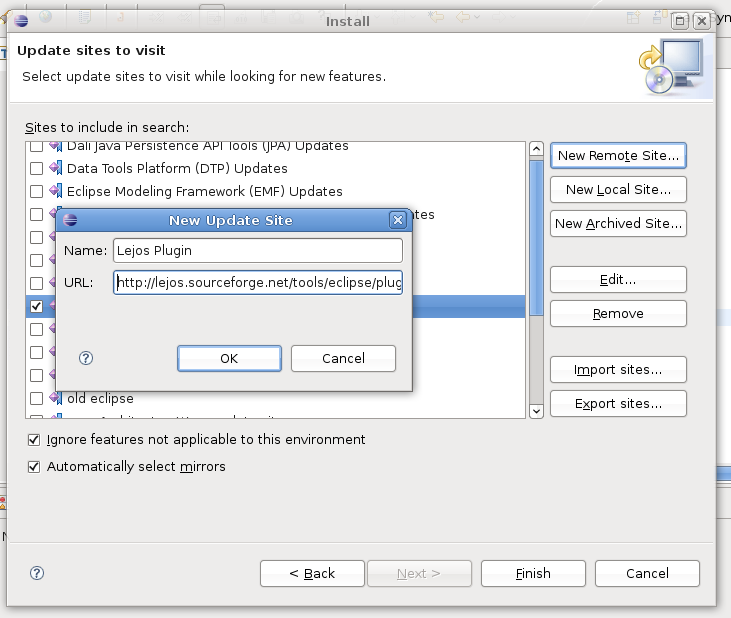 Install
Update sites to visit
Select update sites to visit while looking for new features.
Sites to include in search:
Dali Java Persistence API Tools (JPA) Updates
Data Tools Platform (DTP) Updates
Eclipse Modeling Framework (EMF) Updates
New Update Site
Name: Lejos Plugin
URL: http://lejos.sourceforge.net/tools/eclipse/plug
OK
Cancel
old eclipse
New Remote Site...
New Local Site...
New Archived Site...
Edit...
Remove
Import sites...
Export sites...
Ignore features not applicable to this environment
Automatically select mirrors
< Back
Next >
Finish
Cancel